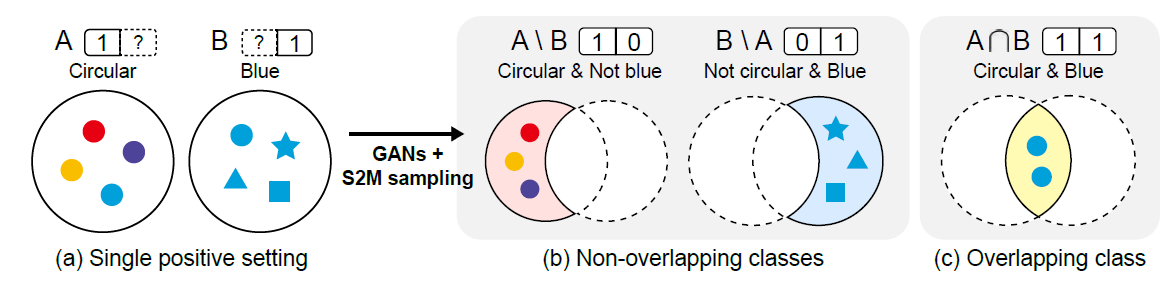 A 1 ?
Circular
B ? 1
Blue
(a) Single positive setting
GANs +
S2M sampling
A \ B 1 0
Circular & Not blue
B \ A 0 1
Not circular & Blue
(b) Non-overlapping classes
A ∩ B 1 1
Circular & Blue
(c) Overlapping class